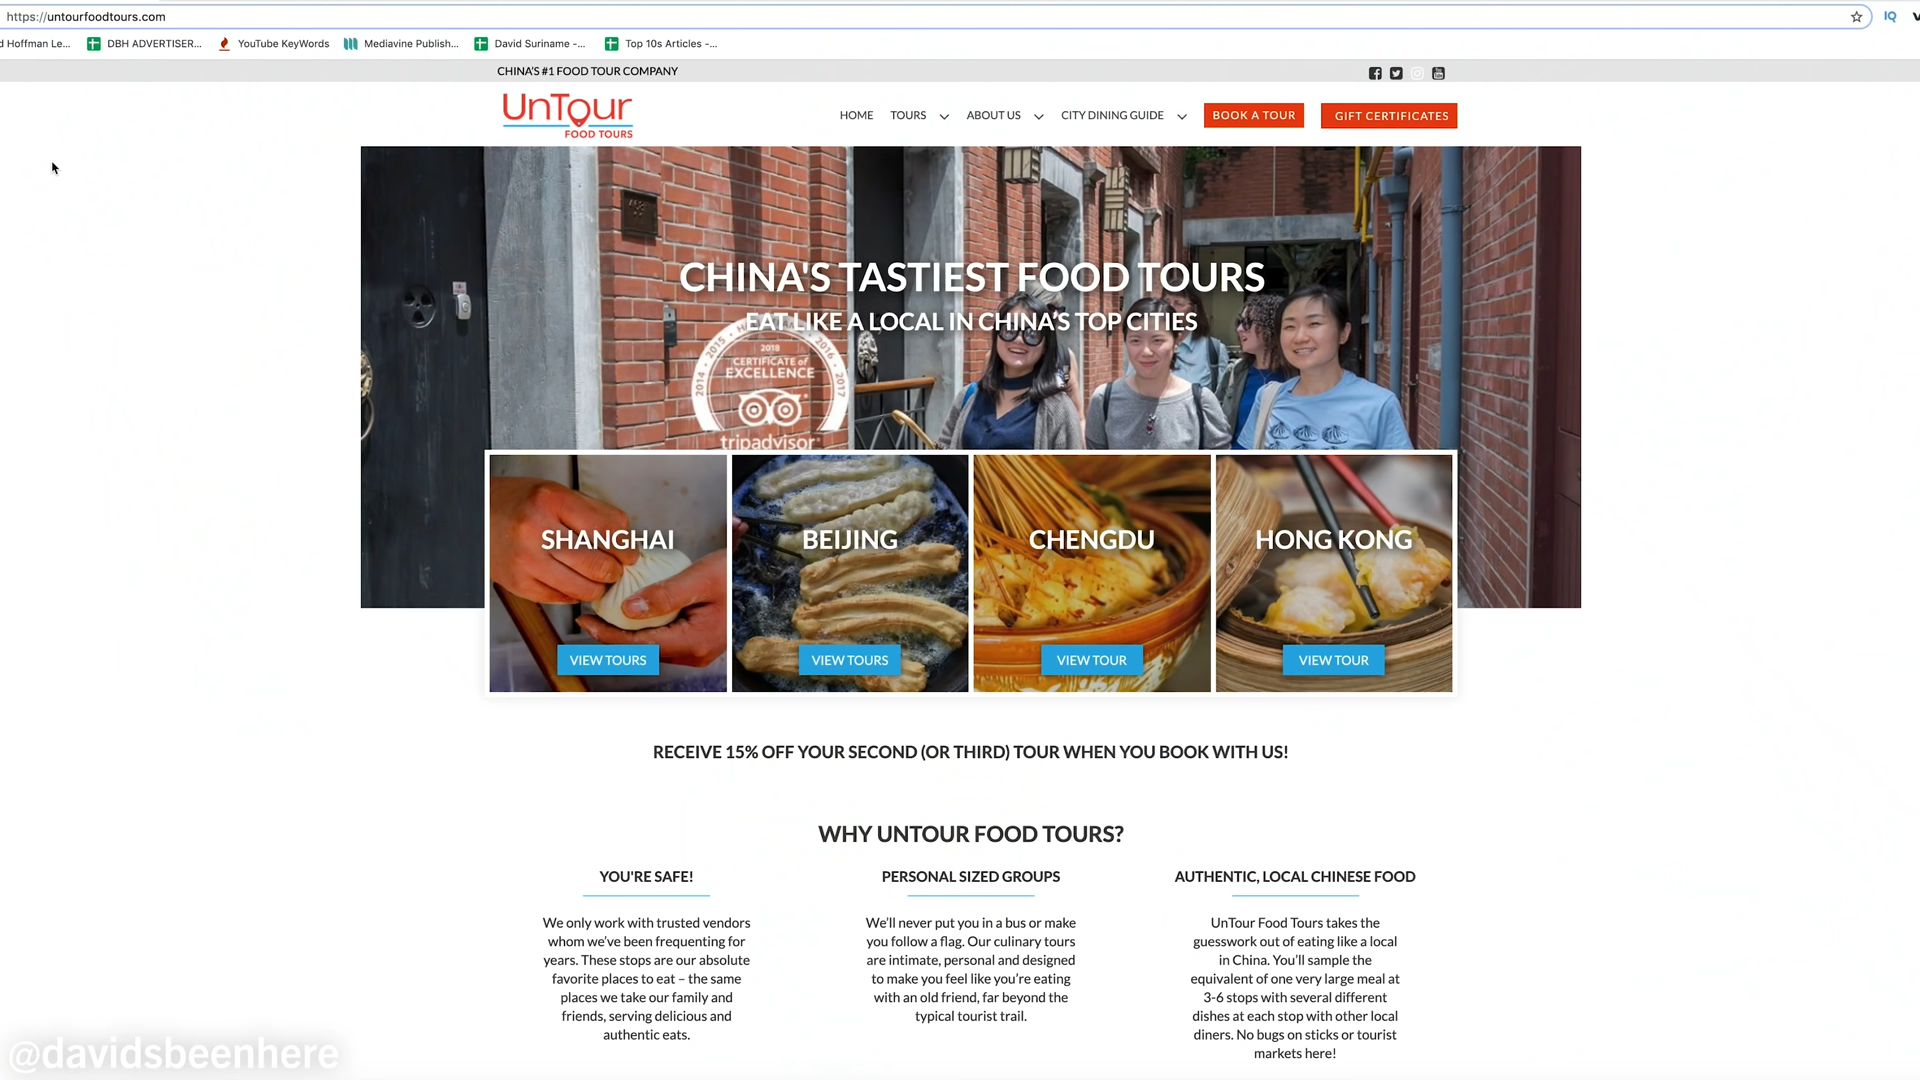 https://untourfoodtours.com
d Hoffman Le...
DBH ADVERTISER...
YouTube KeyWords
Mediavine Publish...
David Suriname -...
Top 10s Articles -...
IQ
CHINA'S #1 FOOD TOUR COMPANY
UnTour
FOOD TOURS
HOME
TOURS
ABOUT US
CITY DINING GUIDE
BOOK A TOUR
GIFT CERTIFICATES
CHINA'S TASTIEST FOOD TOURS
EAT LIKE A LOCAL IN CHINA'S TOP CITIES
2014 • 2015
2016 • 2017
2018
CERTIFICATE of
EXCELLENCE
tripadvisor
SHANGHAI
BEIJING
CHENGDU
HONG KONG
VIEW TOURS
VIEW TOURS
VIEW TOUR
VIEW TOUR
RECEIVE 15% OFF YOUR SECOND (OR THIRD) TOUR WHEN YOU BOOK WITH US!
WHY UNTOUR FOOD TOURS?
YOU'RE SAFE!
We only work with trusted vendors
whom we've been frequenting for
years. These stops are our absolute
favorite places to eat – the same
places we take our family and
friends, serving delicious and
authentic eats.
PERSONAL SIZED GROUPS
We'll never put you in a bus or make
you follow a flag. Our culinary tours
are intimate, personal and designed
to make you feel like you're eating
with an old friend, far beyond the
typical tourist trail.
AUTHENTIC, LOCAL CHINESE FOOD
UnTour Food Tours takes the
guesswork out of eating like a local
in China. You'll sample the
equivalent of one very large meal at
3-6 stops with several different
dishes at each stop with other local
diners. No bugs on sticks or tourist
markets here!
@davidsbeenhere